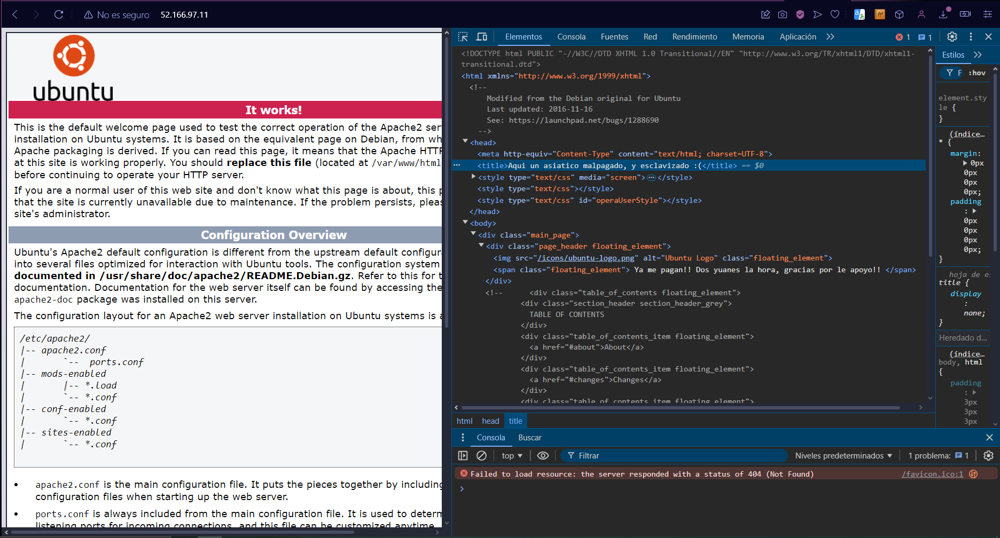 No es seguro 52.166.97.11
ubuntu
It works!
This is the default welcome page used to test the correct operation of the Apache2 ser
installation on Ubuntu systems. It is based on the equivalent page on Debian, from wh
Apache packaging is derived. If you can read this page, it means that the Apache HTT
at this site is working properly. You should replace this file (located at /var/www/html
before continuing to operate your HTTP server.
If you are a normal user of this web site and don't know what this page is about, this p
that the site is currently unavailable due to maintenance. If the problem persists, plea
site's administrator.
Configuration Overview
Ubuntu's Apache2 default configuration is different from the upstream default configur
into several files optimized for interaction with Ubuntu tools. The configuration system
documented in /usr/share/doc/apache2/README.Debian.gz. Refer to this for t
documentation. Documentation for the web server itself can be found by accessing the
apache2-doc package was installed on this server.
The configuration layout for an Apache2 web server installation on Ubuntu systems is a
/etc/apache2/
|-- apache2.conf
|       `--  ports.conf
|-- mods-enabled
|       |-- *.load
|       `-- *.conf
|-- conf-enabled
|       `-- *.conf
|-- sites-enabled
|       `-- *.conf
• apache2.conf is the main configuration file. It puts the pieces together by including
configuration files when starting up the web server.
• ports.conf is always included from the main configuration file. It is used to determ
listening ports for incoming connections, and this file can be customized anytime.
Elementos Consola Fuentes Red Rendimiento Memoria Aplicación 1 1
<!DOCTYPE html PUBLIC "-//W3C//DTD XHTML 1.0 Transitional//EN" "http://www.w3.org/TR/xhtml1/DTD/xhtml1-
transitional.dtd">
<html xmlns="http://www.w3.org/1999/xhtml">
<!--
Modified from the Debian original for Ubuntu
Last updated: 2016-11-16
See: https://launchpad.net/bugs/1288690
-->
<head>
<meta http-equiv="Content-Type" content="text/html; charset=UTF-8">
<title>Aqui un asiatico malpagado, y esclavizado :(</title> == $0
<style type="text/css" media="screen">…</style>
<style type="text/css"></style>
<style type="text/css" id="operaUserStyle"></style>
</head>
<body>
<div class="main_page">
<div class="page_header floating_element">
<img src="/icons/ubuntu-logo.png" alt="Ubuntu Logo" class="floating_element">
<span class="floating_element"> Ya me pagan!! Dos yuanes la hora, gracias por le apoyo!! </span>
</div>
<!--      <div class="table_of_contents floating_element">
<div class="section_header section_header_grey">
TABLE OF CONTENTS
</div>
<div class="table_of_contents_item floating_element">
<a href="#about">About</a>
</div>
<div class="table_of_contents_item floating_element">
<a href="#changes">Changes</a>
</div>
<div class="table_of_contents_item floating_element">
html head title
Estilos
F :hov
element.sty
le {
}
(índice…
* {
margin:
0px
0px
0px
0px;
padding
:
0px
0px
0px
0px;
}
hoja de es
title {
display
:
none;
}
Heredado d…
(índice…
body, html
{
padding
:
3px
3px
3px
Consola Buscar
top Filtrar Niveles predeterminados 1 problema: 1
Failed to load resource: the server responded with a status of 404 (Not Found) /favicon.ico:1